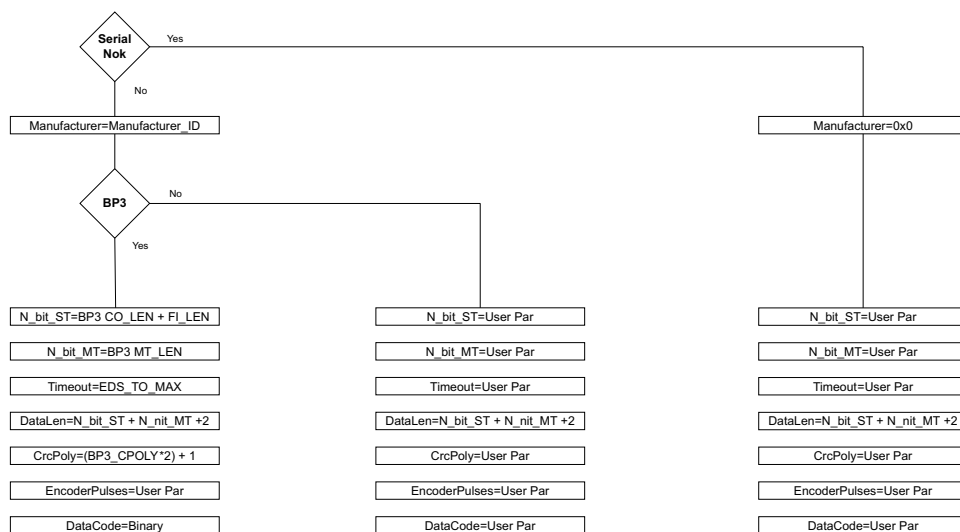 Serial
Nok
Yes
No
Manufacturer=Manufacturer_ID
Manufacturer=0x0
BP3
No
Yes
N_bit_ST=BP3 CO_LEN + FI_LEN
N_bit_ST=User Par
N_bit_ST=User Par
N_bit_MT=BP3 MT_LEN
N_bit_MT=User Par
N_bit_MT=User Par
Timeout=EDS_TO_MAX
Timeout=User Par
Timeout=User Par
DataLen=N_bit_ST + N_nit_MT +2
DataLen=N_bit_ST + N_nit_MT +2
DataLen=N_bit_ST + N_nit_MT +2
CrcPoly=(BP3_CPOLY*2) + 1
CrcPoly=User Par
CrcPoly=User Par
EncoderPulses=User Par
EncoderPulses=User Par
EncoderPulses=User Par
DataCode=Binary
DataCode=User Par
DataCode=User Par